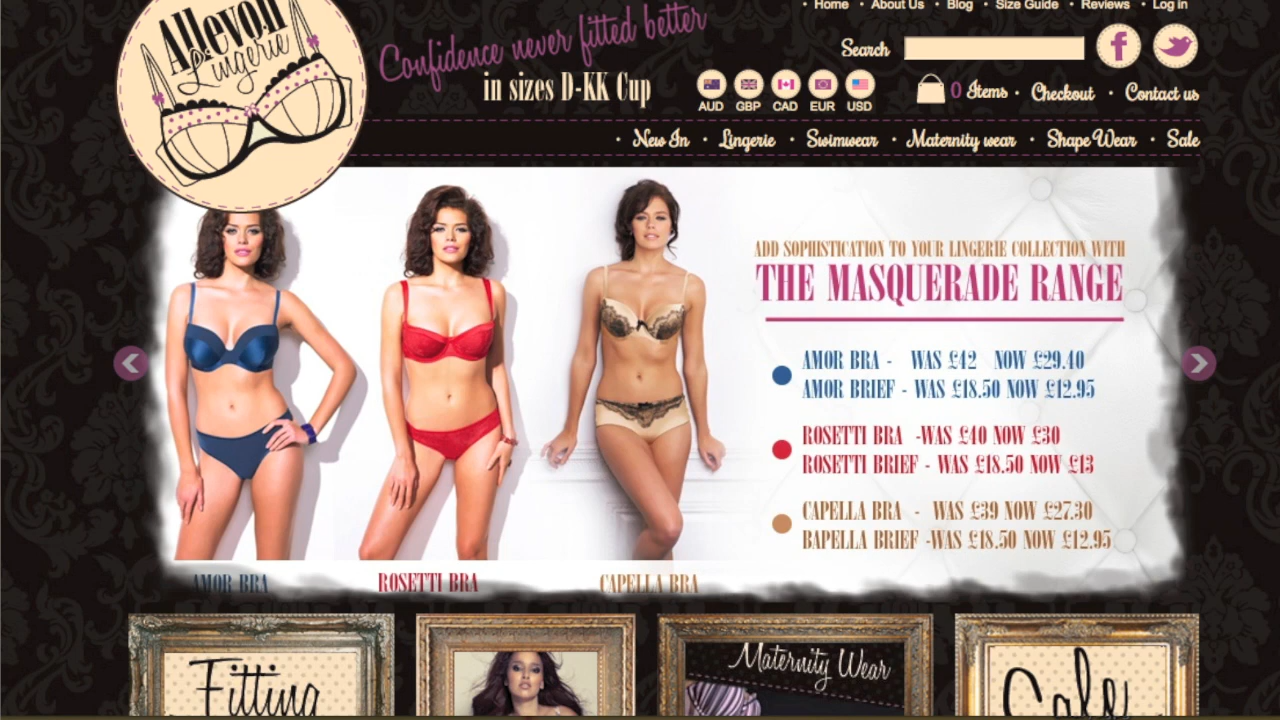 Home • About Us • Blog • Size Guide • Reviews • Log in
Allevon
Lingerie
Confidence never fitted better
in sizes D-KK Cup
Search
f
AUD GBP CAD EUR USD
0 Items • Checkout • Contact us
• New In • Lingerie • Swimwear • Maternity wear • Shape Wear • Sale
ADD SOPHISTICATION TO YOUR LINGERIE COLLECTION WITH
THE MASQUERADE RANGE
AMOR BRA - WAS £42 NOW £29.40
AMOR BRIEF - WAS £18.50 NOW £12.95
ROSETTI BRA -WAS £40 NOW £30
ROSETTI BRIEF - WAS £18.50 NOW £13
CAPELLA BRA - WAS £39 NOW £27.30
BAPELLA BRIEF -WAS £18.50 NOW £12.95
AMOR BRA
ROSETTI BRA
CAPELLA BRA
Fitting
Maternity Wear
Sale